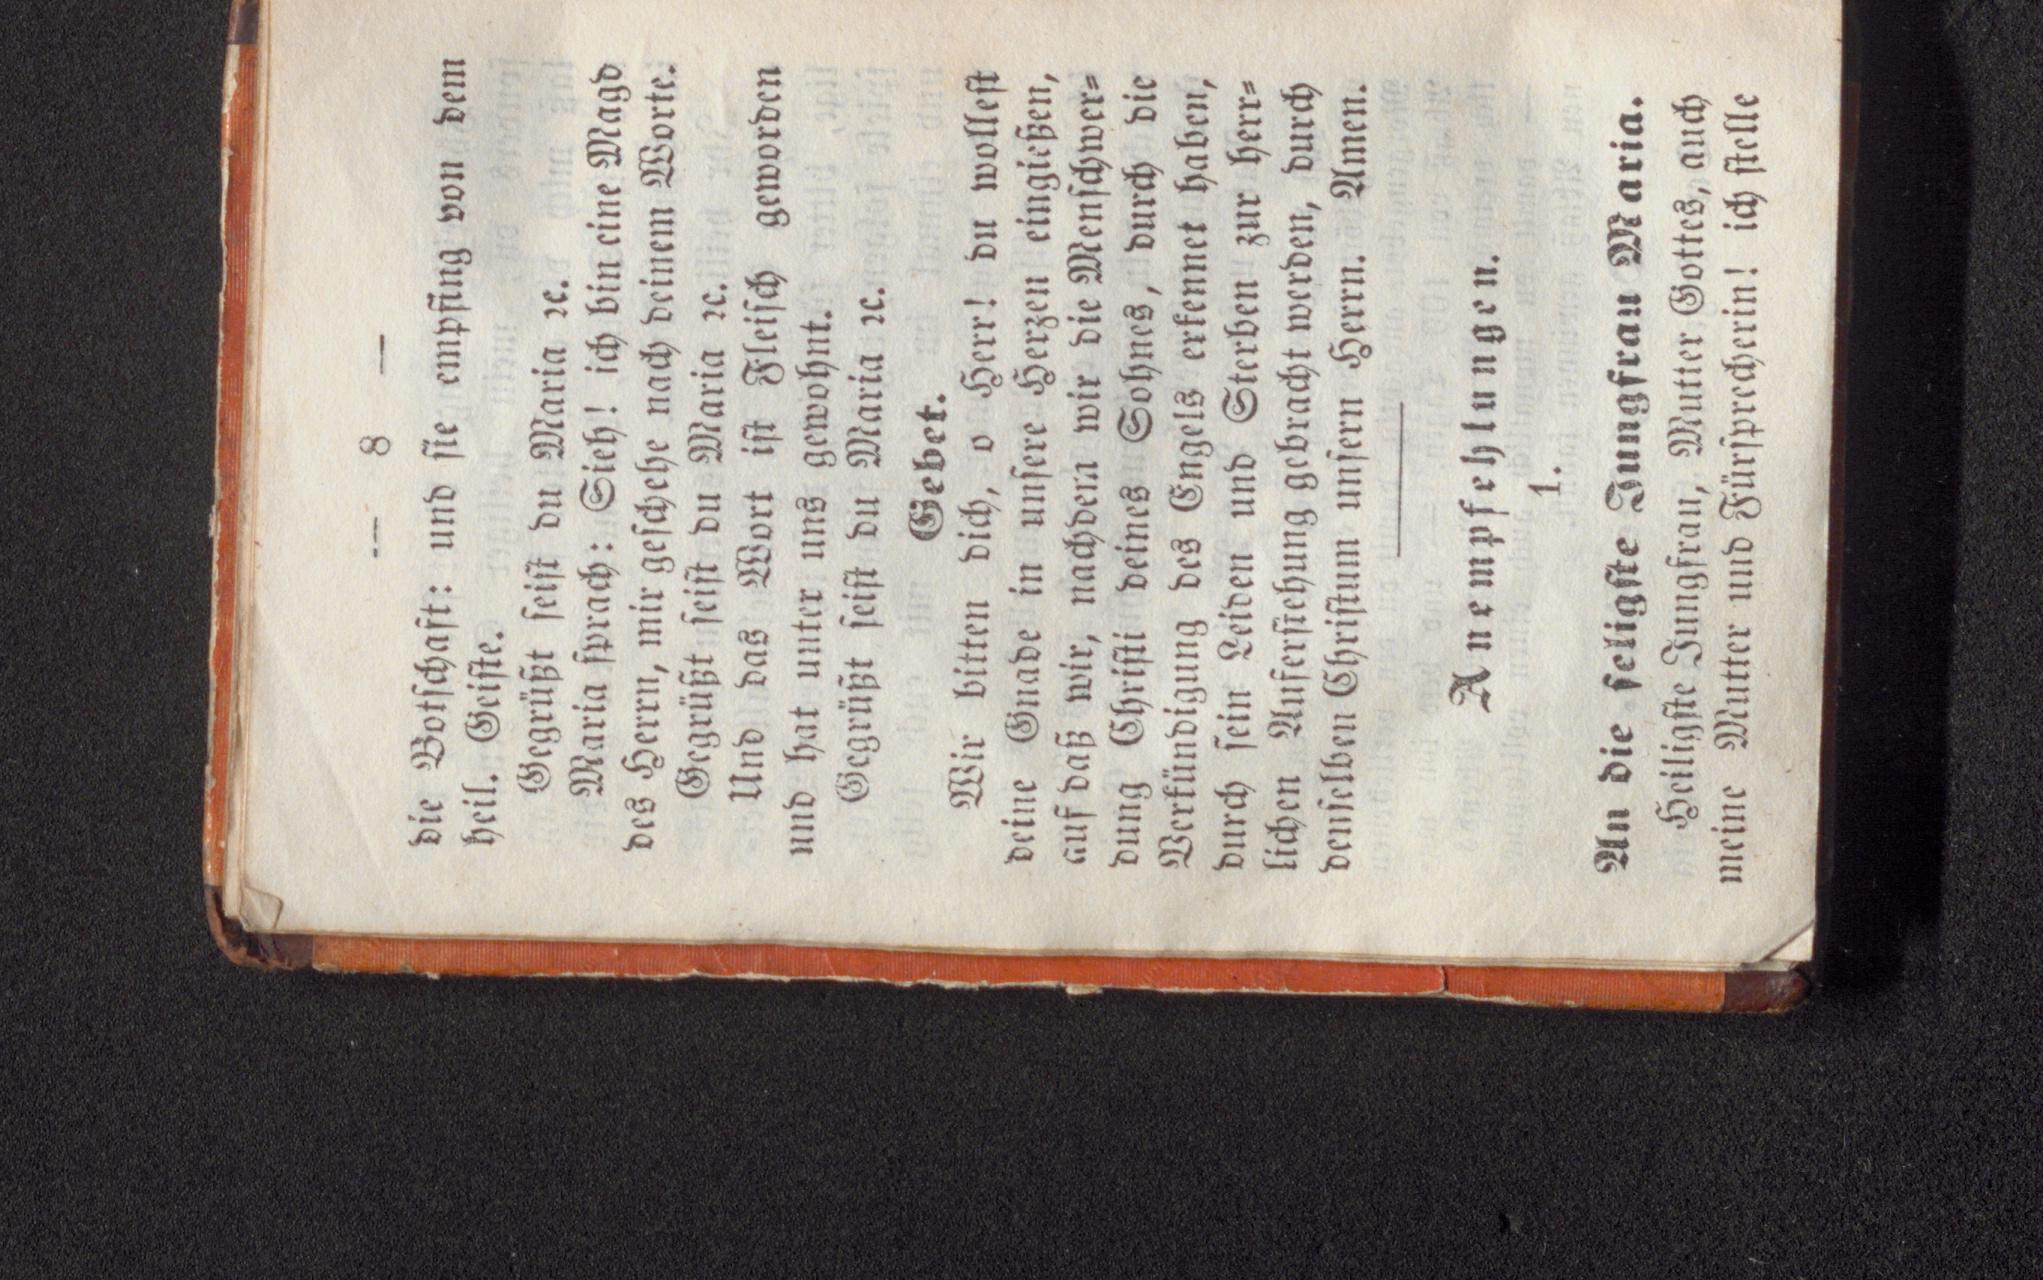 — 8 —
die Botschaft: und sie empfing von dem
heil. Geiste.
Gegrüßt seist du Maria ꝛc.
Maria sprach: Sieh! ich bin eine Magd
des Herrn, mir geschehe nach deinem Worte.
Gegrüßt seist du Maria ꝛc.
Und das Wort ist Fleisch geworden
und hat unter uns gewohnt.
Gegrüßt seist du Maria ꝛc.
Gebet.
Wir bitten dich, o Herr! du wollest
deine Gnade in unsere Herzen eingießen,
auf daß wir, nachdem wir die Menschwer=
dung Christi deines Sohnes, durch die
Verkündigung des Engels erkennet haben,
durch sein Leiden und Sterben zur herr=
lichen Auferstehung gebracht werden, durch
denselben Christum unsern Herrn. Amen.
Anempfehlungen.
1.
An die seligste Jungfrau Maria.
Heiligste Jungfrau, Mutter Gottes, auch
meine Mutter und Fürsprecherin! ich stelle